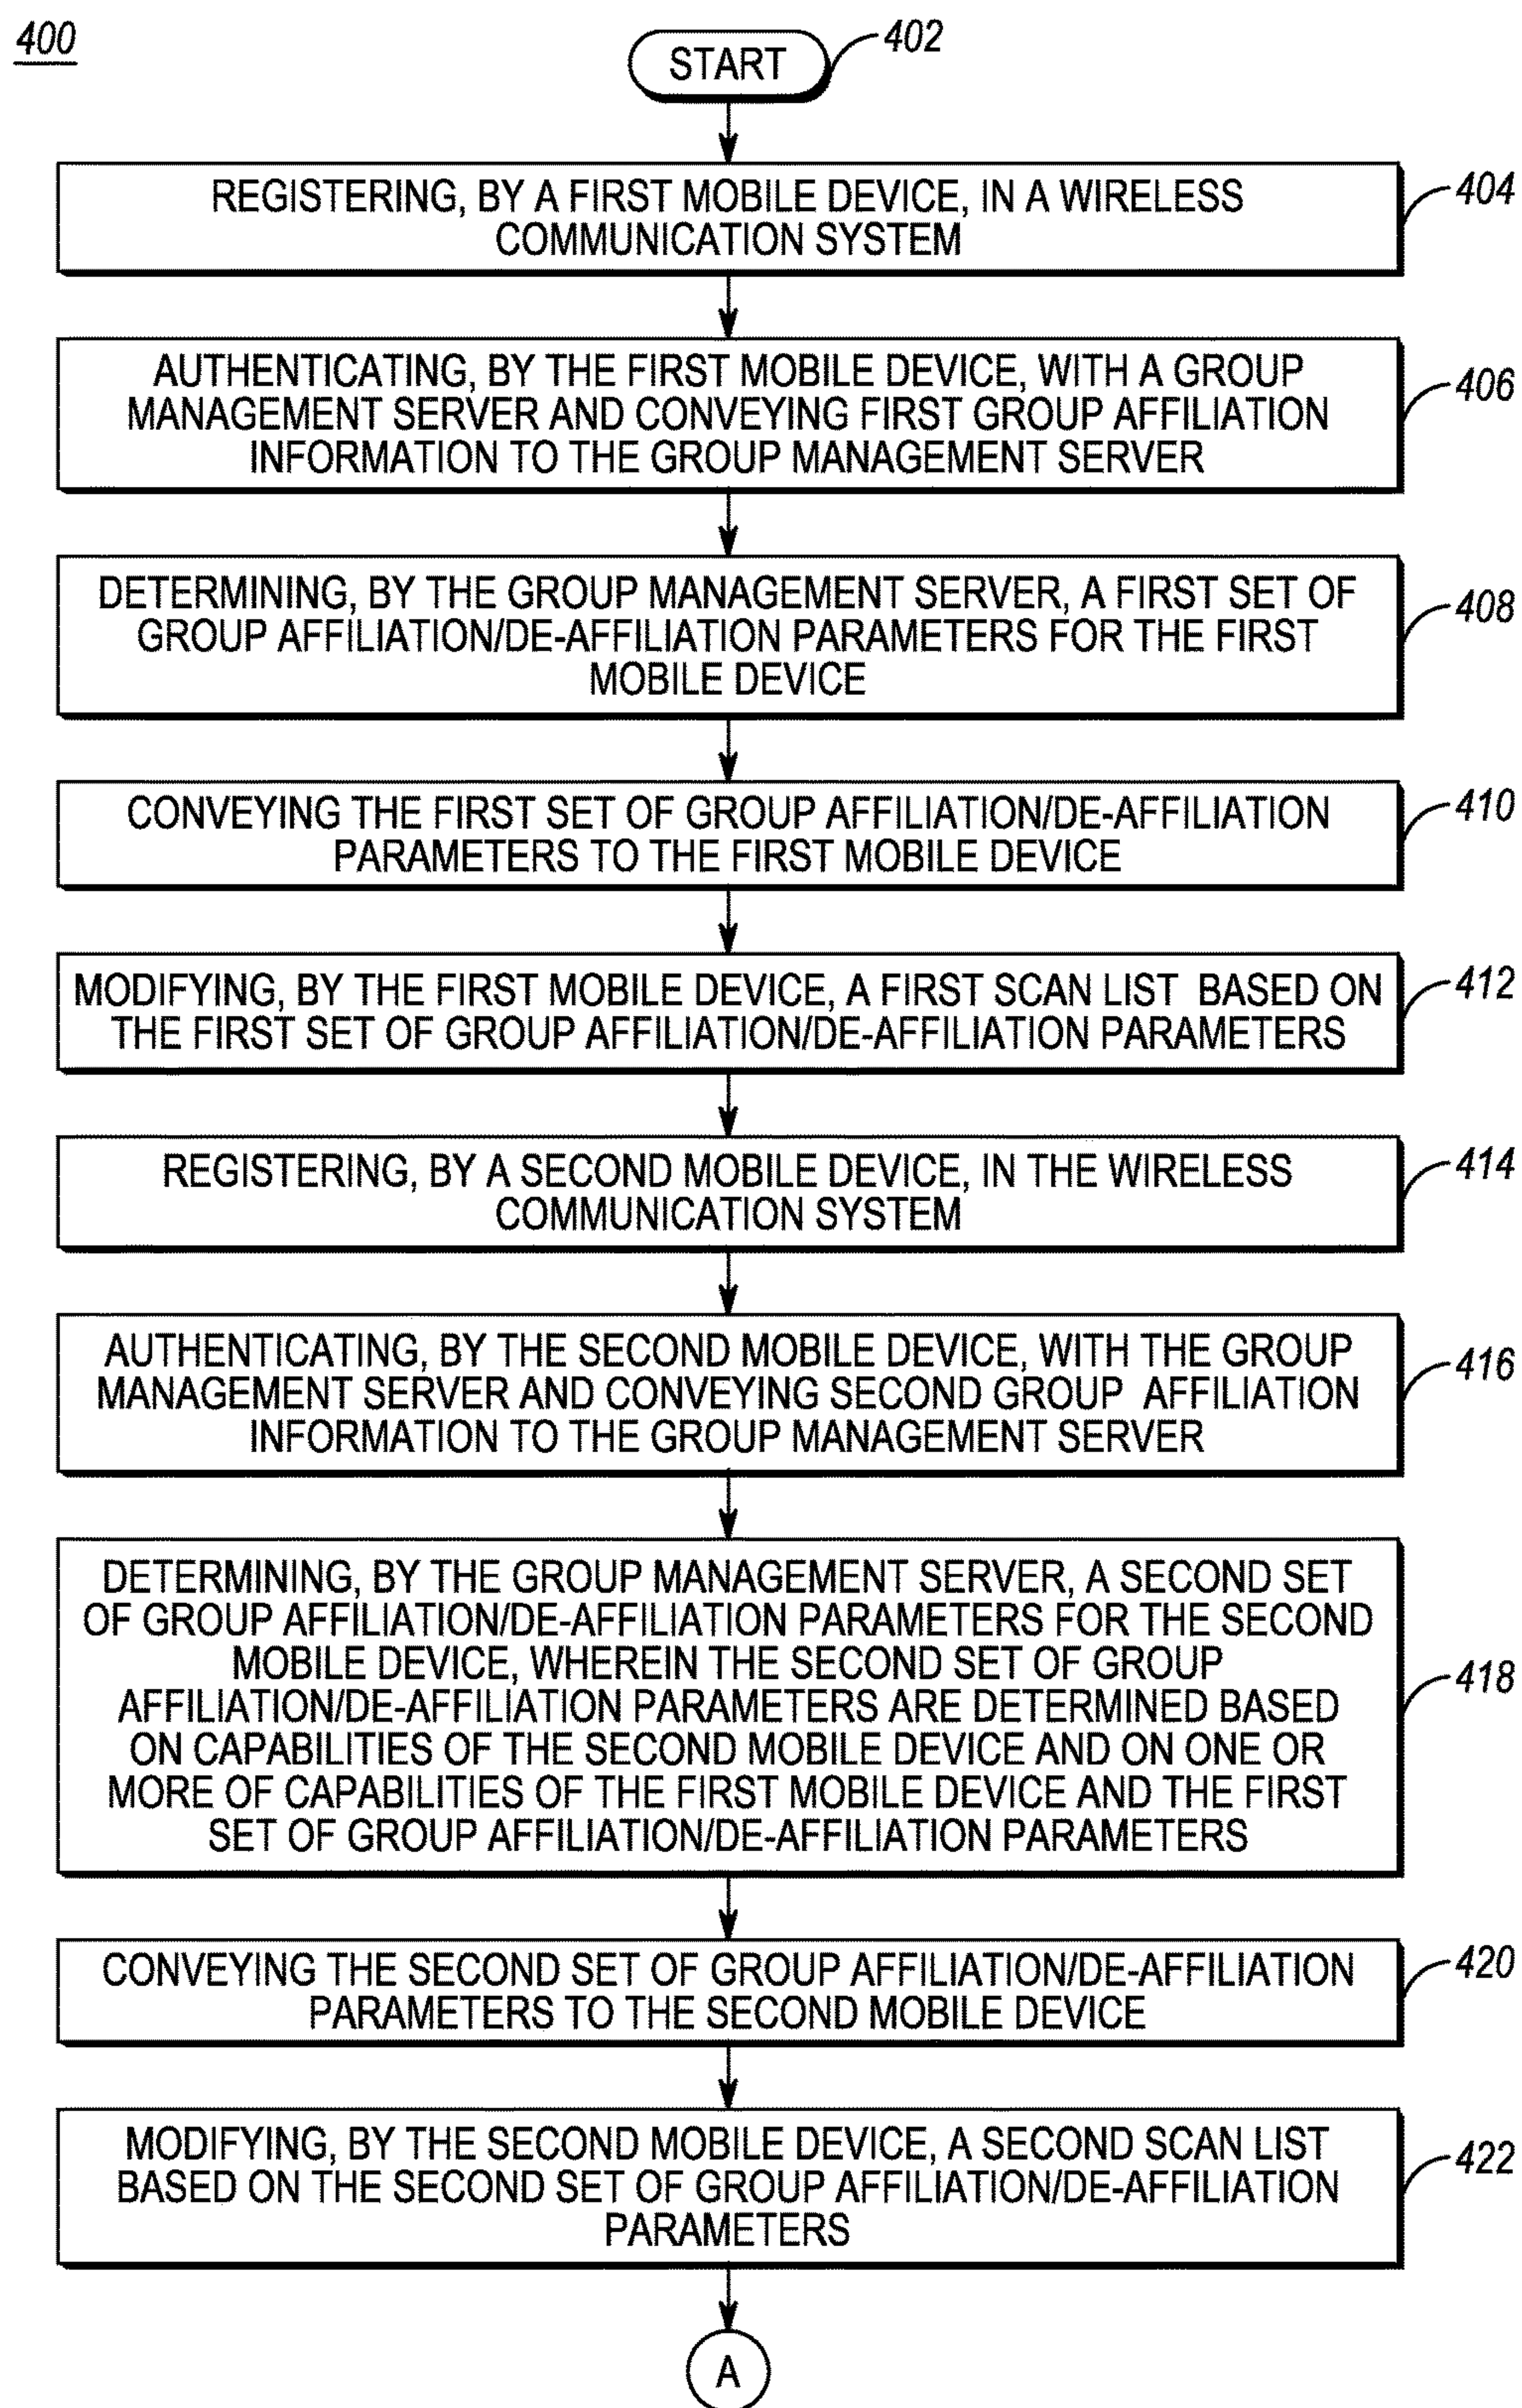 400
START
402
REGISTERING, BY A FIRST MOBILE DEVICE, IN A WIRELESS
COMMUNICATION SYSTEM
404
AUTHENTICATING, BY THE FIRST MOBILE DEVICE, WITH A GROUP
MANAGEMENT SERVER AND CONVEYING FIRST GROUP AFFILIATION
INFORMATION TO THE GROUP MANAGEMENT SERVER
406
DETERMINING, BY THE GROUP MANAGEMENT SERVER, A FIRST SET OF
GROUP AFFILIATION/DE-AFFILIATION PARAMETERS FOR THE FIRST
MOBILE DEVICE
408
CONVEYING THE FIRST SET OF GROUP AFFILIATION/DE-AFFILIATION
PARAMETERS TO THE FIRST MOBILE DEVICE
410
MODIFYING, BY THE FIRST MOBILE DEVICE, A FIRST SCAN LIST BASED ON
THE FIRST SET OF GROUP AFFILIATION/DE-AFFILIATION PARAMETERS
412
REGISTERING, BY A SECOND MOBILE DEVICE, IN THE WIRELESS
COMMUNICATION SYSTEM
414
AUTHENTICATING, BY THE SECOND MOBILE DEVICE, WITH THE GROUP
MANAGEMENT SERVER AND CONVEYING SECOND GROUP AFFILIATION
INFORMATION TO THE GROUP MANAGEMENT SERVER
416
DETERMINING, BY THE GROUP MANAGEMENT SERVER, A SECOND SET
OF GROUP AFFILIATION/DE-AFFILIATION PARAMETERS FOR THE SECOND
MOBILE DEVICE, WHEREIN THE SECOND SET OF GROUP
AFFILIATION/DE-AFFILIATION PARAMETERS ARE DETERMINED BASED
ON CAPABILITIES OF THE SECOND MOBILE DEVICE AND ON ONE OR
MORE OF CAPABILITIES OF THE FIRST MOBILE DEVICE AND THE FIRST
SET OF GROUP AFFILIATION/DE-AFFILIATION PARAMETERS
418
CONVEYING THE SECOND SET OF GROUP AFFILIATION/DE-AFFILIATION
PARAMETERS TO THE SECOND MOBILE DEVICE
420
MODIFYING, BY THE SECOND MOBILE DEVICE, A SECOND SCAN LIST
BASED ON THE SECOND SET OF GROUP AFFILIATION/DE-AFFILIATION
PARAMETERS
422
A